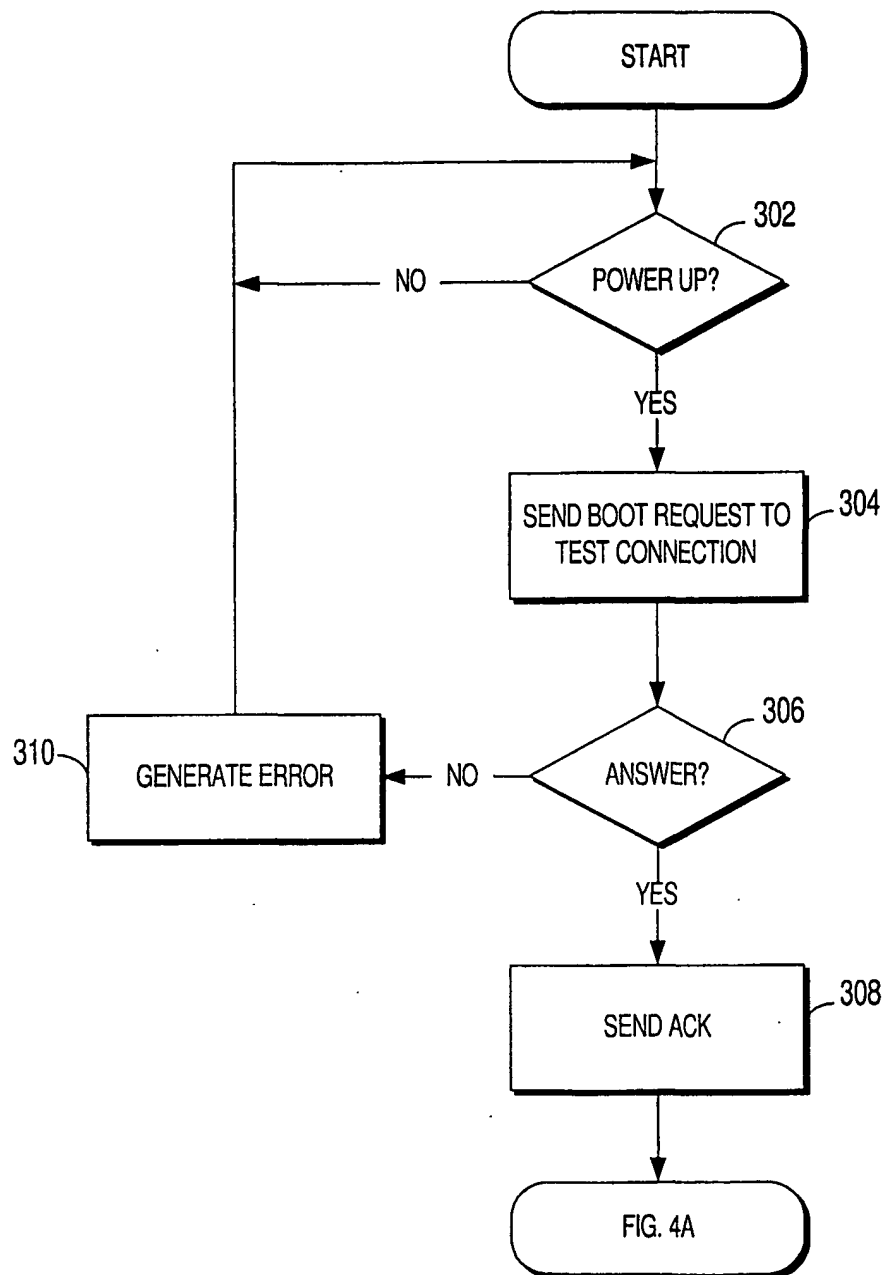 START
302
POWER UP?
NO
YES
304
SEND BOOT REQUEST TO
TEST CONNECTION
306
310
GENERATE ERROR
NO
ANSWER?
YES
308
SEND ACK
FIG. 4A